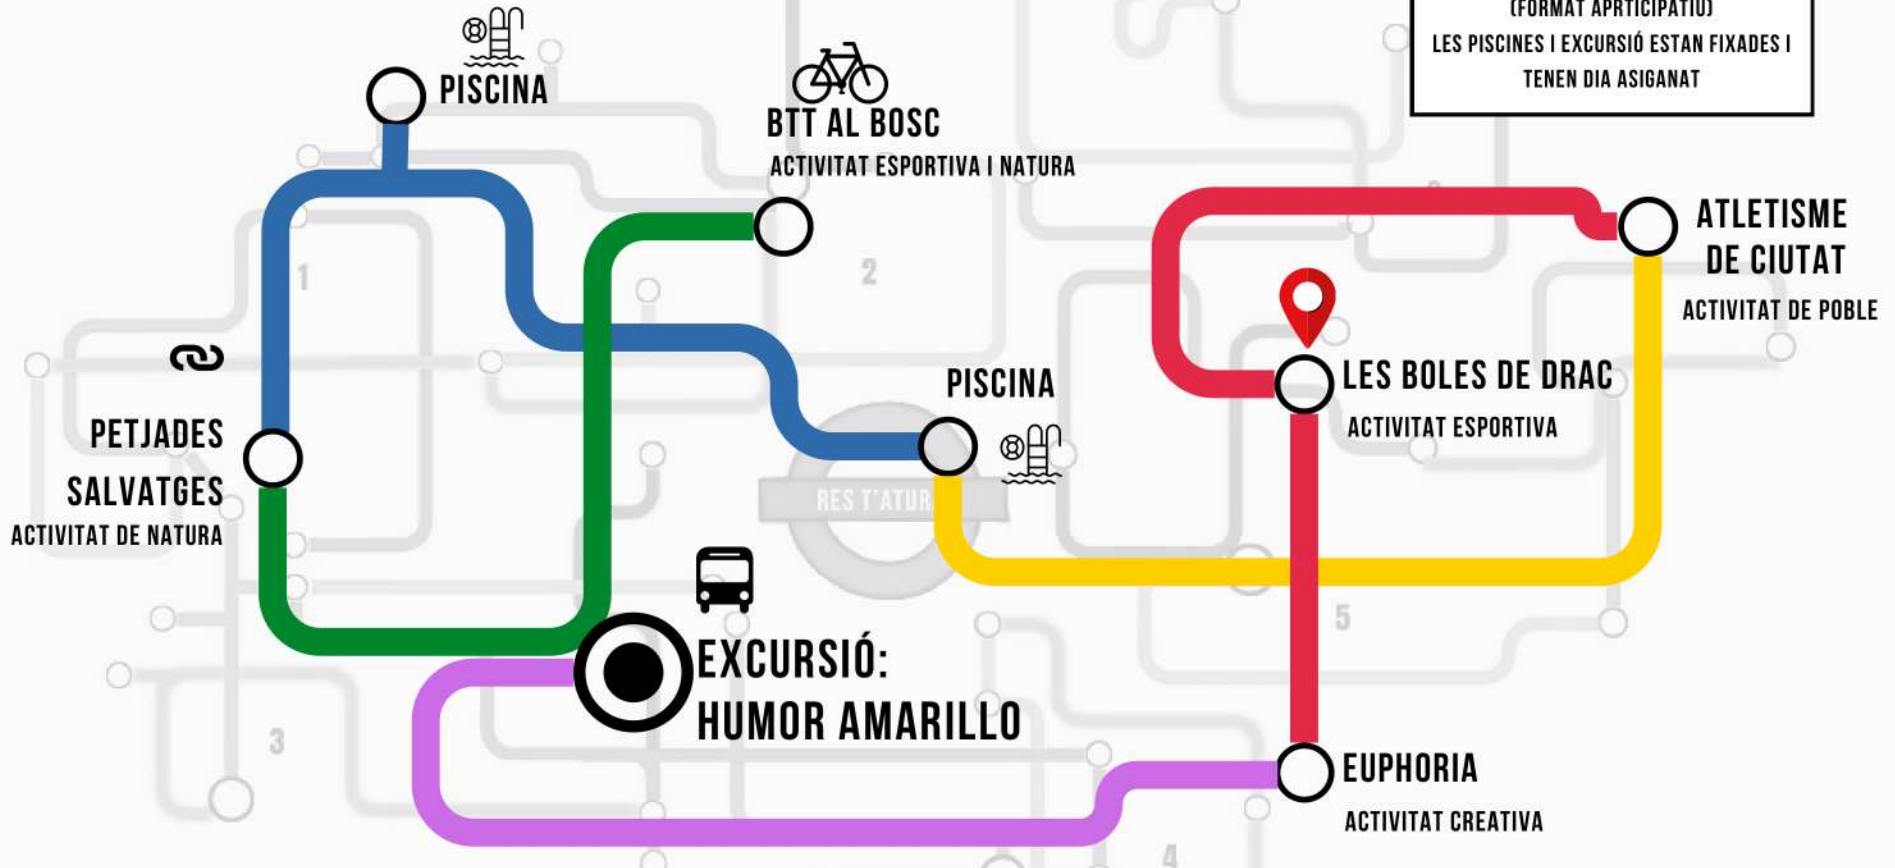 (FORMAT APRTICIPATIU)
LES PISCINES I EXCURSIÓ ESTAN FIXADES I
TENEN DIA ASIGANAT
PISCINA
BTT AL BOSC
ACTIVITAT ESPORTIVA I NATURA
ATLETISME
DE CIUTAT
ACTIVITAT DE POBLE
1
2
PISCINA
LES BOLES DE DRAC
ACTIVITAT ESPORTIVA
PETJADES
SALVATGES
ACTIVITAT DE NATURA
RES T'ATUR
5
EXCURSIÓ:
HUMOR AMARILLO
3
EUPHORIA
ACTIVITAT CREATIVA
4